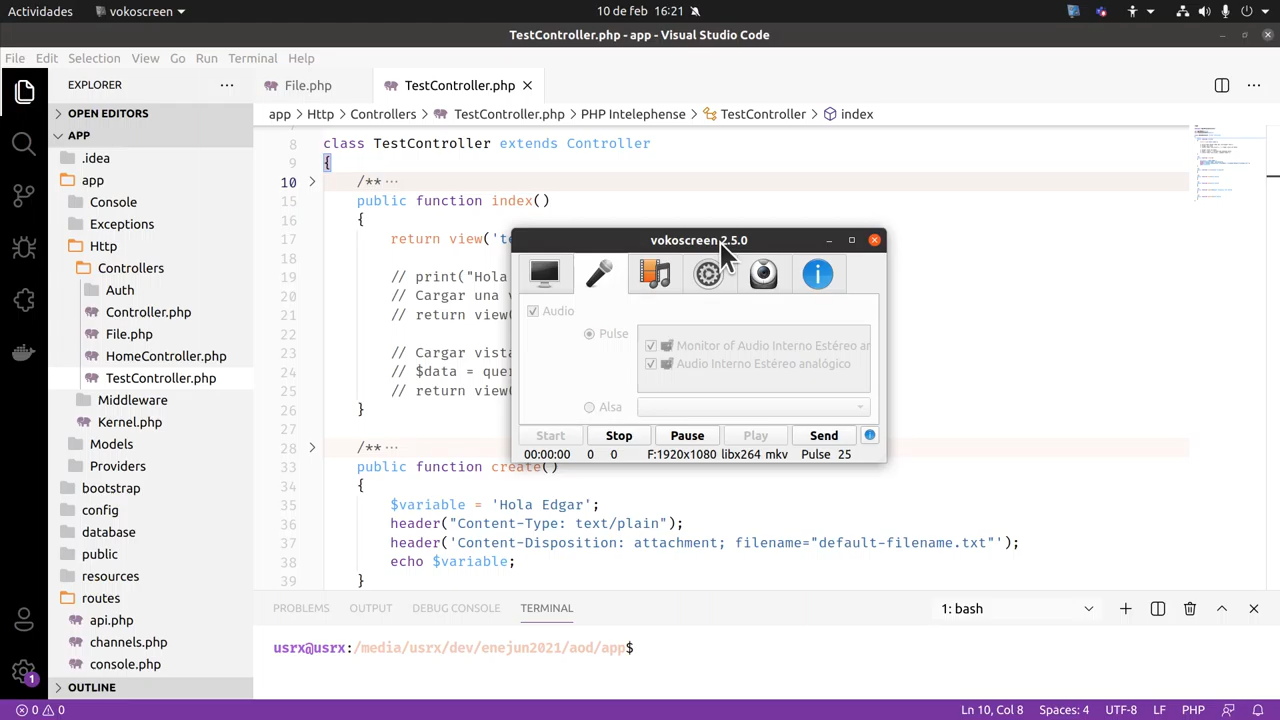 Actividades vokoscreen 10 de feb 16:21
TestController.php - app - Visual Studio Code
File Edit Selection View Go Run Terminal Help
EXPLORER
File.php
TestController.php
app > Http > Controllers > TestController.php > PHP Intelephense > TestController > index
OPEN EDITORS
APP
.idea
app
Console
Exceptions
Http
Controllers
Auth
Controller.php
File.php
HomeController.php
TestController.php
Middleware
Kernel.php
Models
Providers
bootstrap
config
database
public
resources
routes
api.php
channels.php
console.php
OUTLINE
8 class TestController extends Controller
9 {
10 /** ...
15 public function index()
16 {
17 return view('te
18
19 // print("Hola
20 // Cargar una v
21 // return view(
22
23 // Cargar vista
24 // $data = quer
25 // return view(
26 }
27
28 /** ...
33 public function create()
34 {
35 $variable = 'Hola Edgar';
36 header("Content-Type: text/plain");
37 header('Content-Disposition: attachment; filename="default-filename.txt"');
38 echo $variable;
39 }
vokoscreen 2.5.0
Audio
Pulse
Monitor of Audio Interno Estéreo an
Audio Interno Estéreo analógico
Alsa
Start Stop Pause Play Send
00:00:00 0 0 F:1920x1080 libx264 mkv Pulse 25
PROBLEMS OUTPUT DEBUG CONSOLE TERMINAL
1: bash
usrx@usrx:/media/usrx/dev/enejun2021/aod/app$
1
0 0 Ln 10, Col 8 Spaces: 4 UTF-8 LF PHP